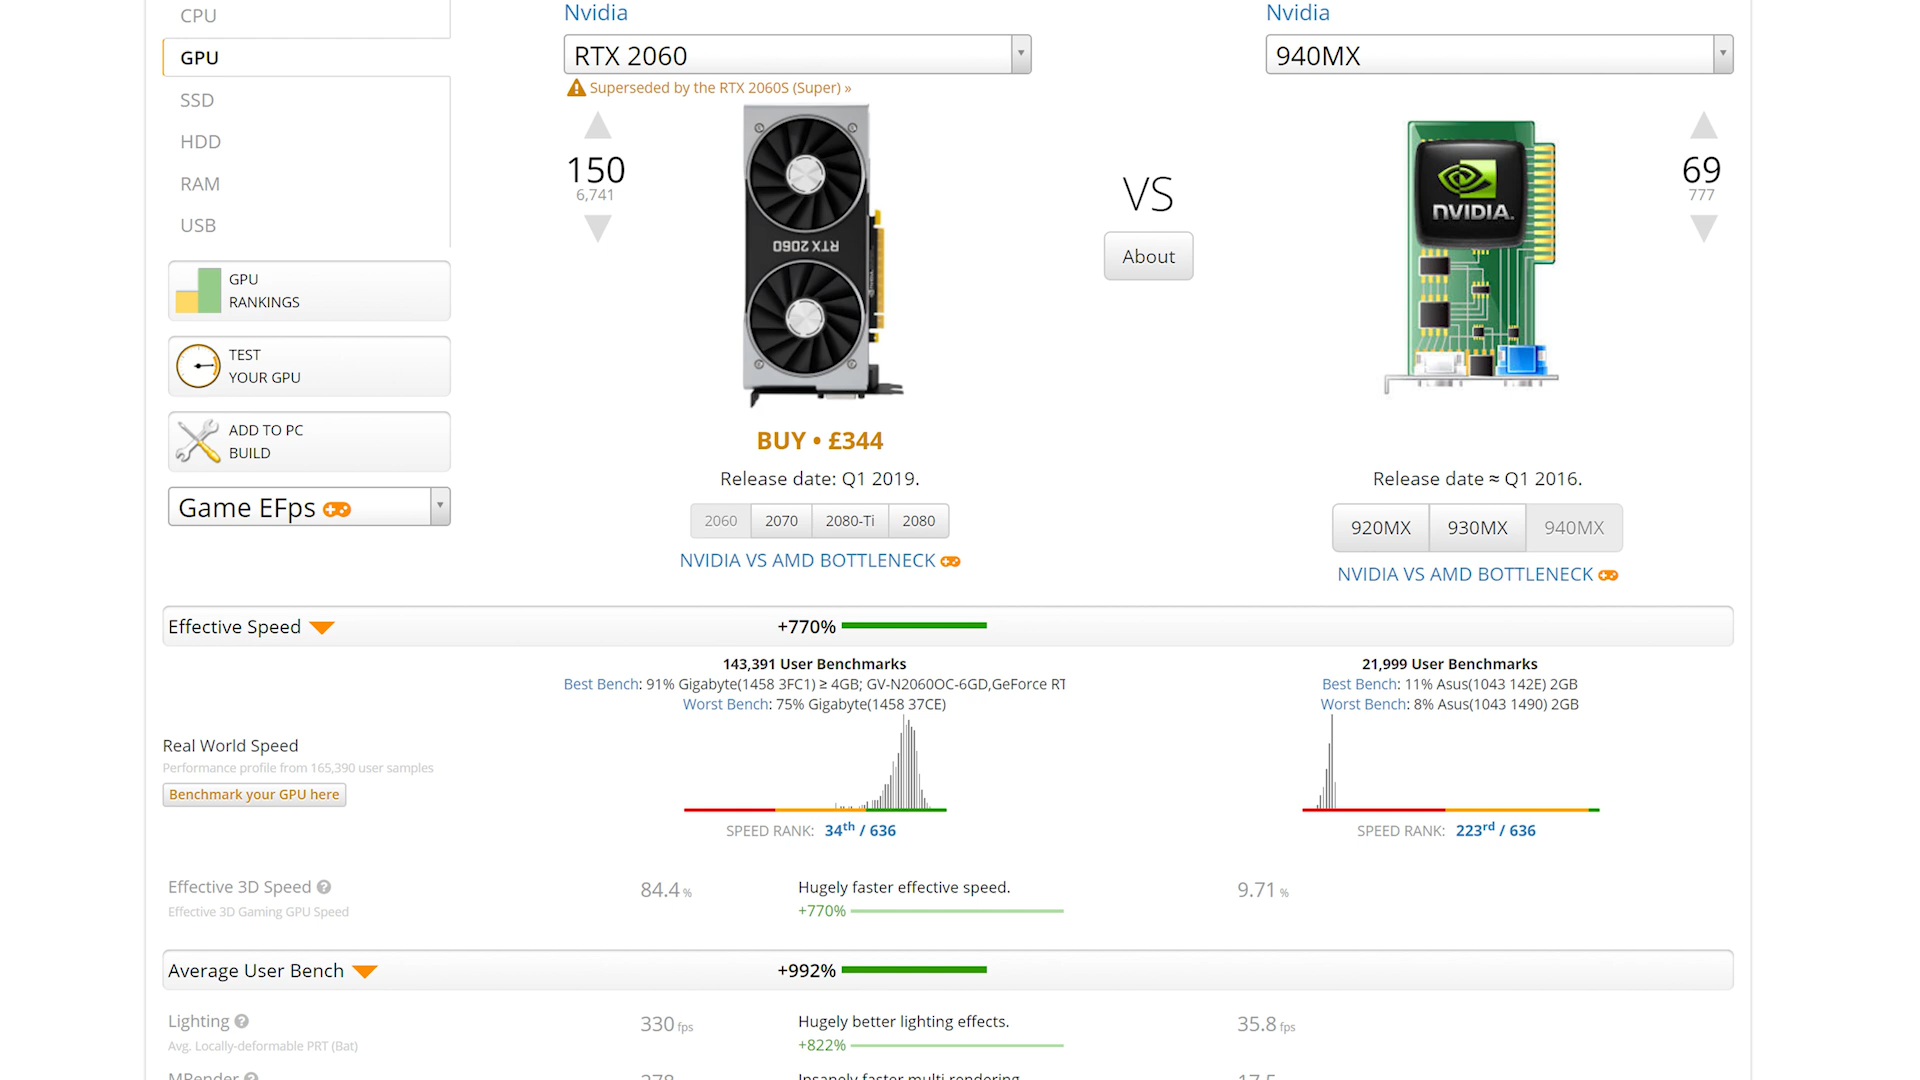 CPU
GPU
SSD
HDD
RAM
USB
GPU
RANKINGS
TEST
YOUR GPU
ADD TO PC
BUILD
Game EFps
Nvidia
RTX 2060
Superseded by the RTX 2060S (Super) »
150
6,741
RTX 2060
BUY • £344
Release date: Q1 2019.
2060 2070 2080-Ti 2080
NVIDIA VS AMD BOTTLENECK
VS
About
Nvidia
940MX
69
777
NVIDIA.
Release date ≈ Q1 2016.
920MX 930MX 940MX
NVIDIA VS AMD BOTTLENECK
Effective Speed +770%
Real World Speed
Performance profile from 165,390 user samples
Benchmark your GPU here
143,391 User Benchmarks
Best Bench: 91% Gigabyte(1458 3FC1) ≥ 4GB; GV-N2060OC-6GD,GeForce RT
Worst Bench: 75% Gigabyte(1458 37CE)
SPEED RANK: 34th / 636
21,999 User Benchmarks
Best Bench: 11% Asus(1043 142E) 2GB
Worst Bench: 8% Asus(1043 1490) 2GB
SPEED RANK: 223rd / 636
Effective 3D Speed
Effective 3D Gaming GPU Speed
84.4 %
Hugely faster effective speed.
+770%
9.71 %
Average User Bench +992%
Lighting
Avg. Locally-deformable PRT (Bat)
330 fps
Hugely better lighting effects.
+822%
35.8 fps
MRender
278
Insanely faster multi rendering
17.5